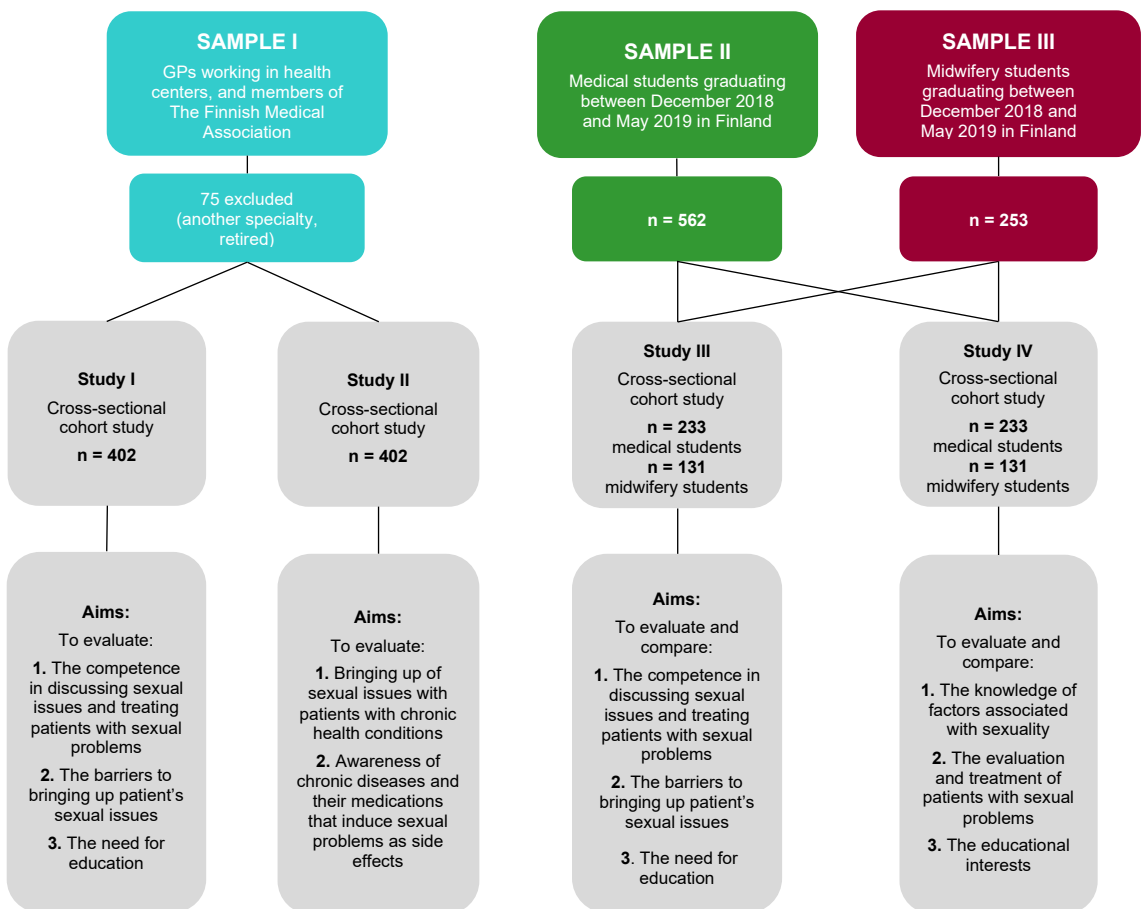 SAMPLE I
GPs working in health
centers, and members of
The Finnish Medical
Association
SAMPLE II
Medical students graduating
between December 2018
and May 2019 in Finland
SAMPLE III
Midwifery students
graduating between
December 2018 and
May 2019 in Finland
75 excluded
(another specialty,
retired)
n = 562
n = 253
Study I
Cross-sectional
cohort study
n = 402
Study II
Cross-sectional
cohort study
n = 402
Study III
Cross-sectional
cohort study
n = 233
medical students
n = 131
midwifery students
Study IV
Cross-sectional
cohort study
n = 233
medical students
n = 131
midwifery students
Aims:
To evaluate:
1. The competence
in discussing sexual
issues and treating
patients with sexual
problems
2. The barriers to
bringing up patient’s
sexual issues
3. The need for
education
Aims:
To evaluate:
1. Bringing up of
sexual issues with
patients with chronic
health conditions
2. Awareness of
chronic diseases and
their medications
that induce sexual
problems as side
effects
Aims:
To evaluate and
compare:
1. The competence in
discussing sexual
issues and treating
patients with sexual
problems
2. The barriers to
bringing up patient’s
sexual issues
3. The need for
education
Aims:
To evaluate and
compare:
1. The knowledge of
factors associated
with sexuality
2. The evaluation
and treatment of
patients with sexual
problems
3. The educational
interests